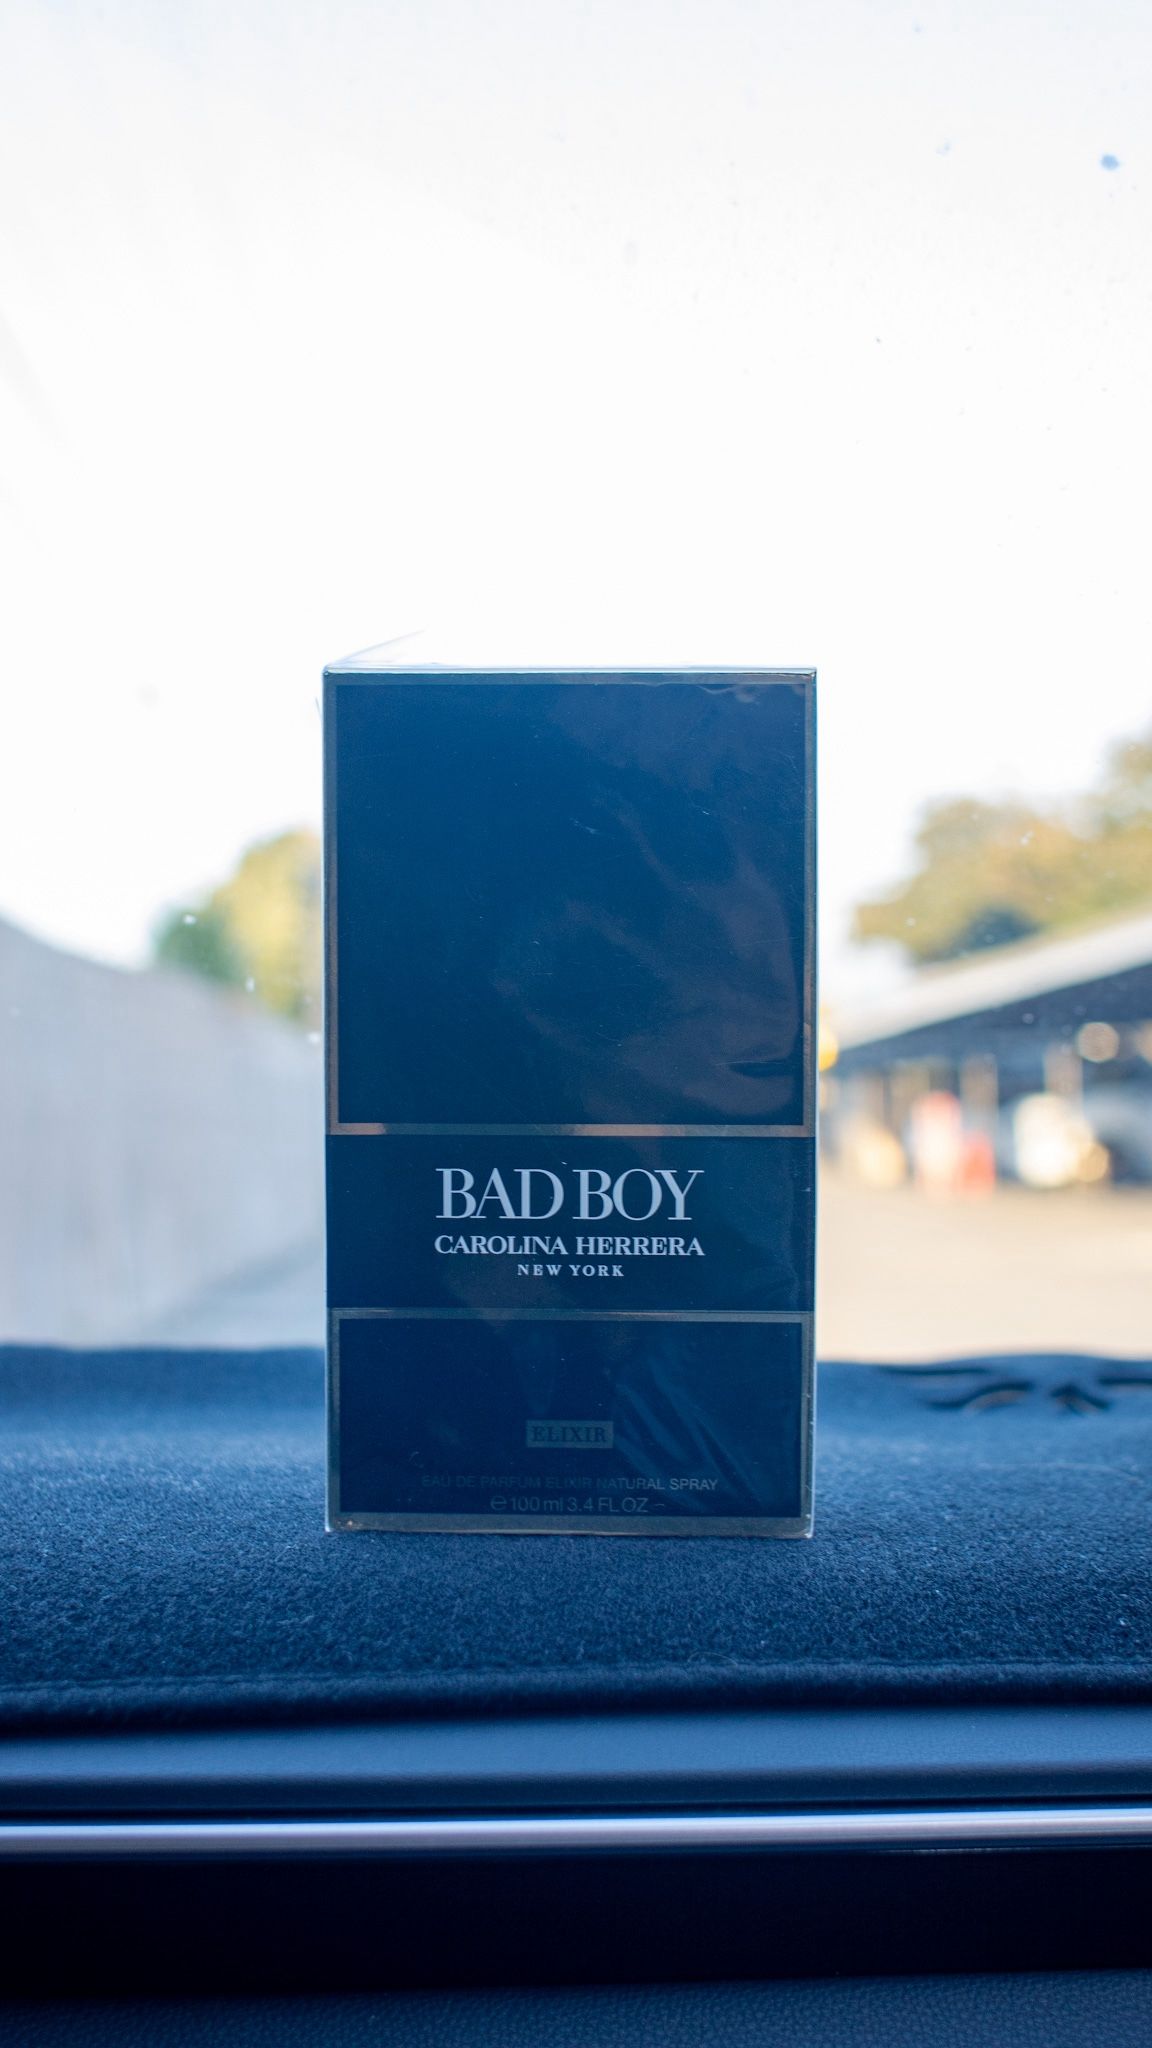 BAD BOY
CAROLINA HERRERA
NEW YORK
ELIXIR
EAU DE PARFUM ELIXIR NATURAL SPRAY
℮ 100 ml 3.4 FL OZ ~